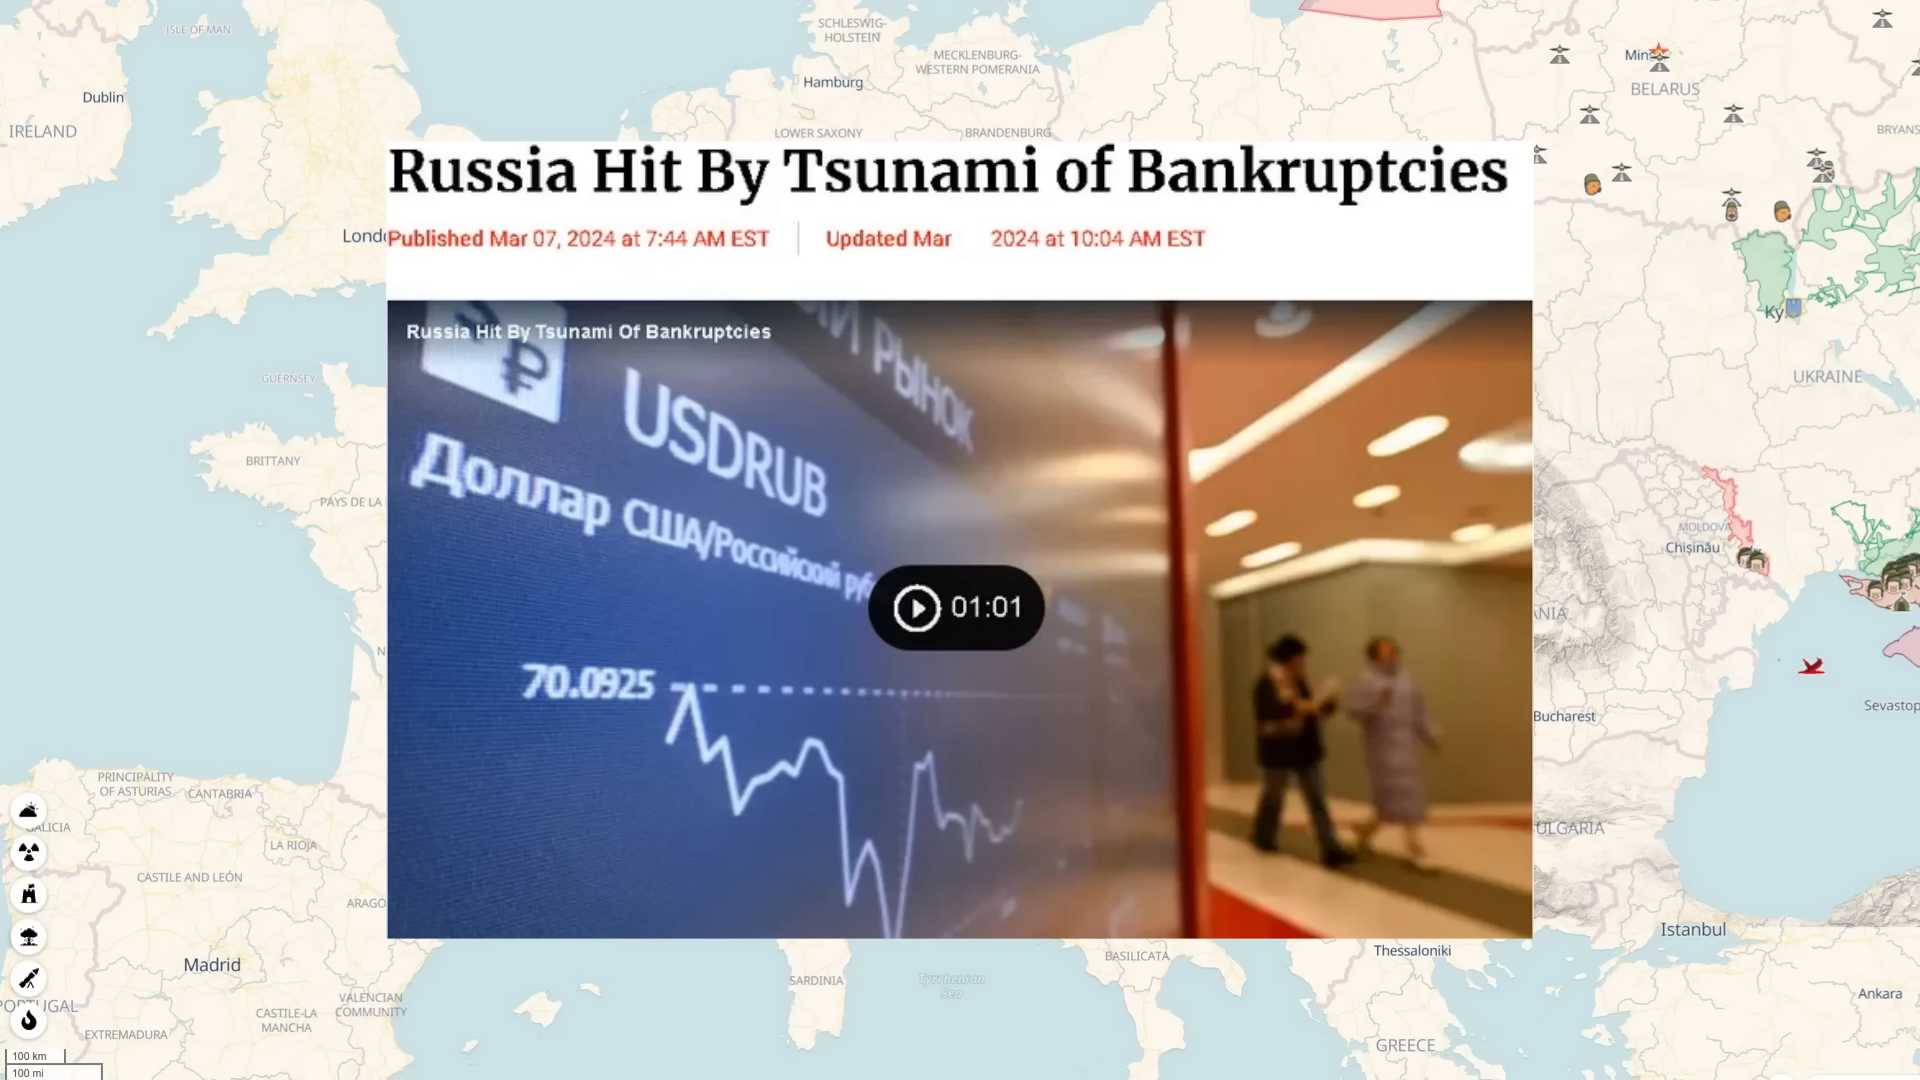 ISLE OF MAN
SCHLESWIG-
HOLSTEIN
MECKLENBURG-
WESTERN POMERANIA
Hamburg
Dublin
IRELAND
LOWER SAXONY
BRANDENBURG
BELARUS
BRYANS
Russia Hit By Tsunami of Bankruptcies
Published Mar 07, 2024 at 7:44 AM EST
Updated Mar 2024 at 10:04 AM EST
Russia Hit By Tsunami Of Bankruptcies
РЫНОК
USDRUB
Доллар США/Российский
70.0925
01:01
GUERNSEY
BRITTANY
PAYS DE LA
UKRAINE
MOLDOVA
Chișinău
Bucharest
Sevastop
PRINCIPALITY
OF ASTURIAS
CANTABRIA
LA RIOJA
CASTILE AND LEÓN
ARAGO
Madrid
PORTUGAL
EXTREMADURA
CASTILE-LA
MANCHA
VALENCIAN
COMMUNITY
SARDINIA
Tyrrhenian
Sea
BASILICATA
Thessaloniki
GREECE
Istanbul
Ankara
100 km
100 mi